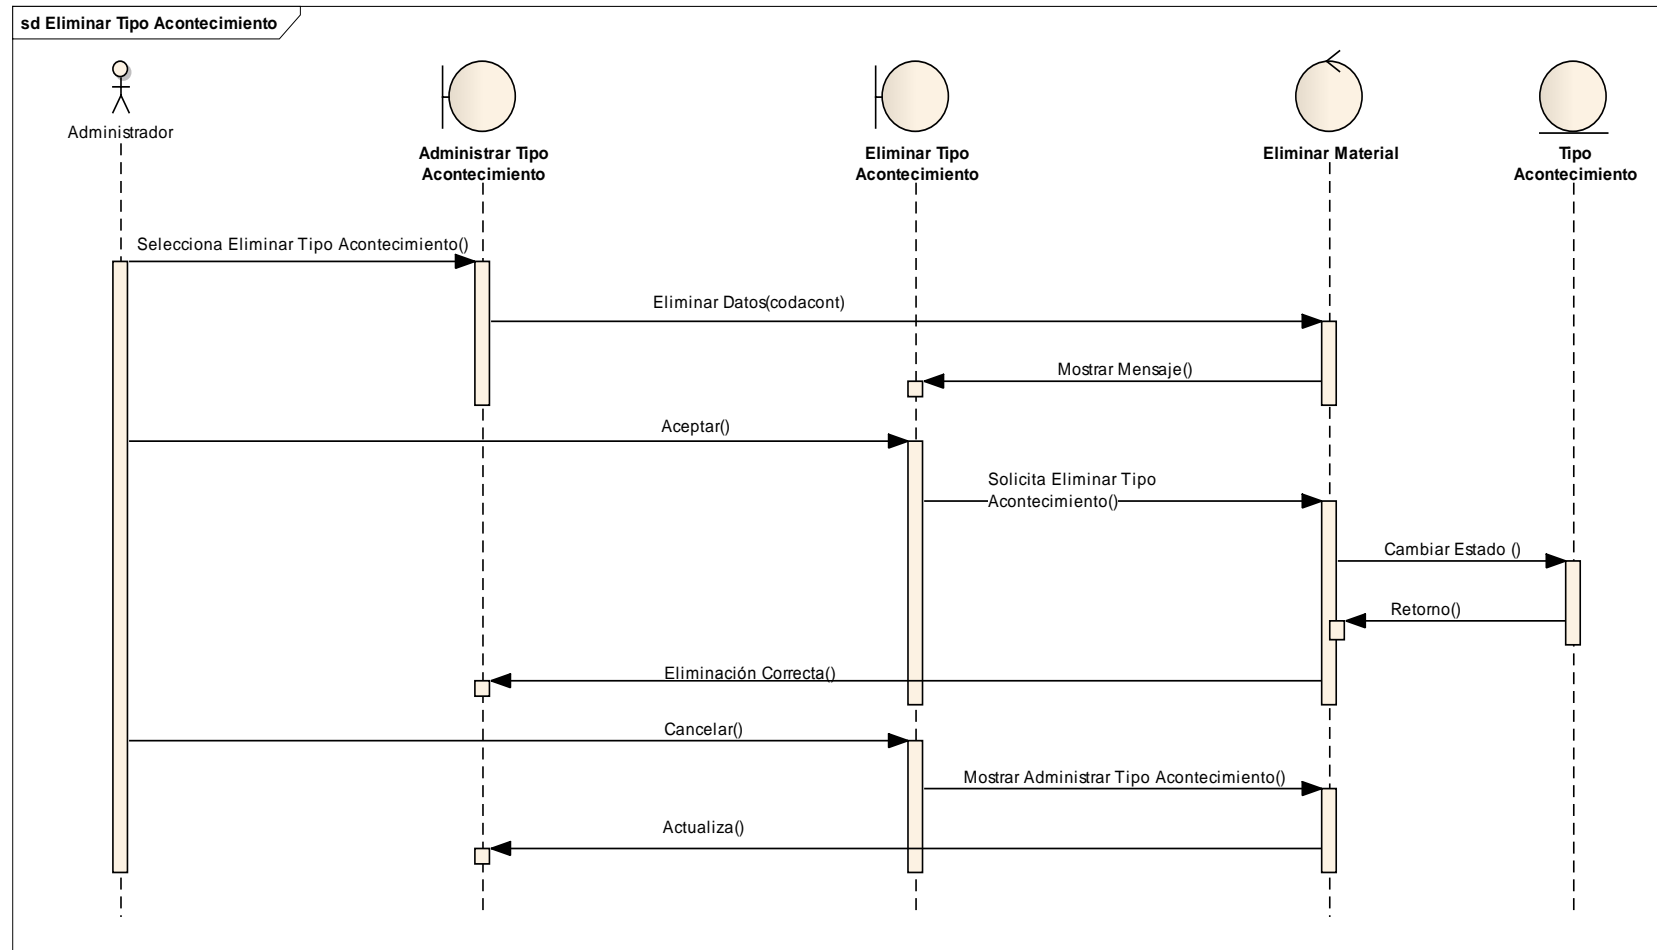 sd Eliminar Tipo Acontecimiento
Administrador
Administrar Tipo
Acontecimiento
Eliminar Tipo
Acontecimiento
Eliminar Material
Tipo
Acontecimiento
Selecciona Eliminar Tipo Acontecimiento()
Eliminar Datos(codacont)
Mostrar Mensaje()
Aceptar()
Solicita Eliminar Tipo
Acontecimiento()
Cambiar Estado ()
Retorno()
Eliminación Correcta()
Cancelar()
Mostrar Administrar Tipo Acontecimiento()
Actualiza()